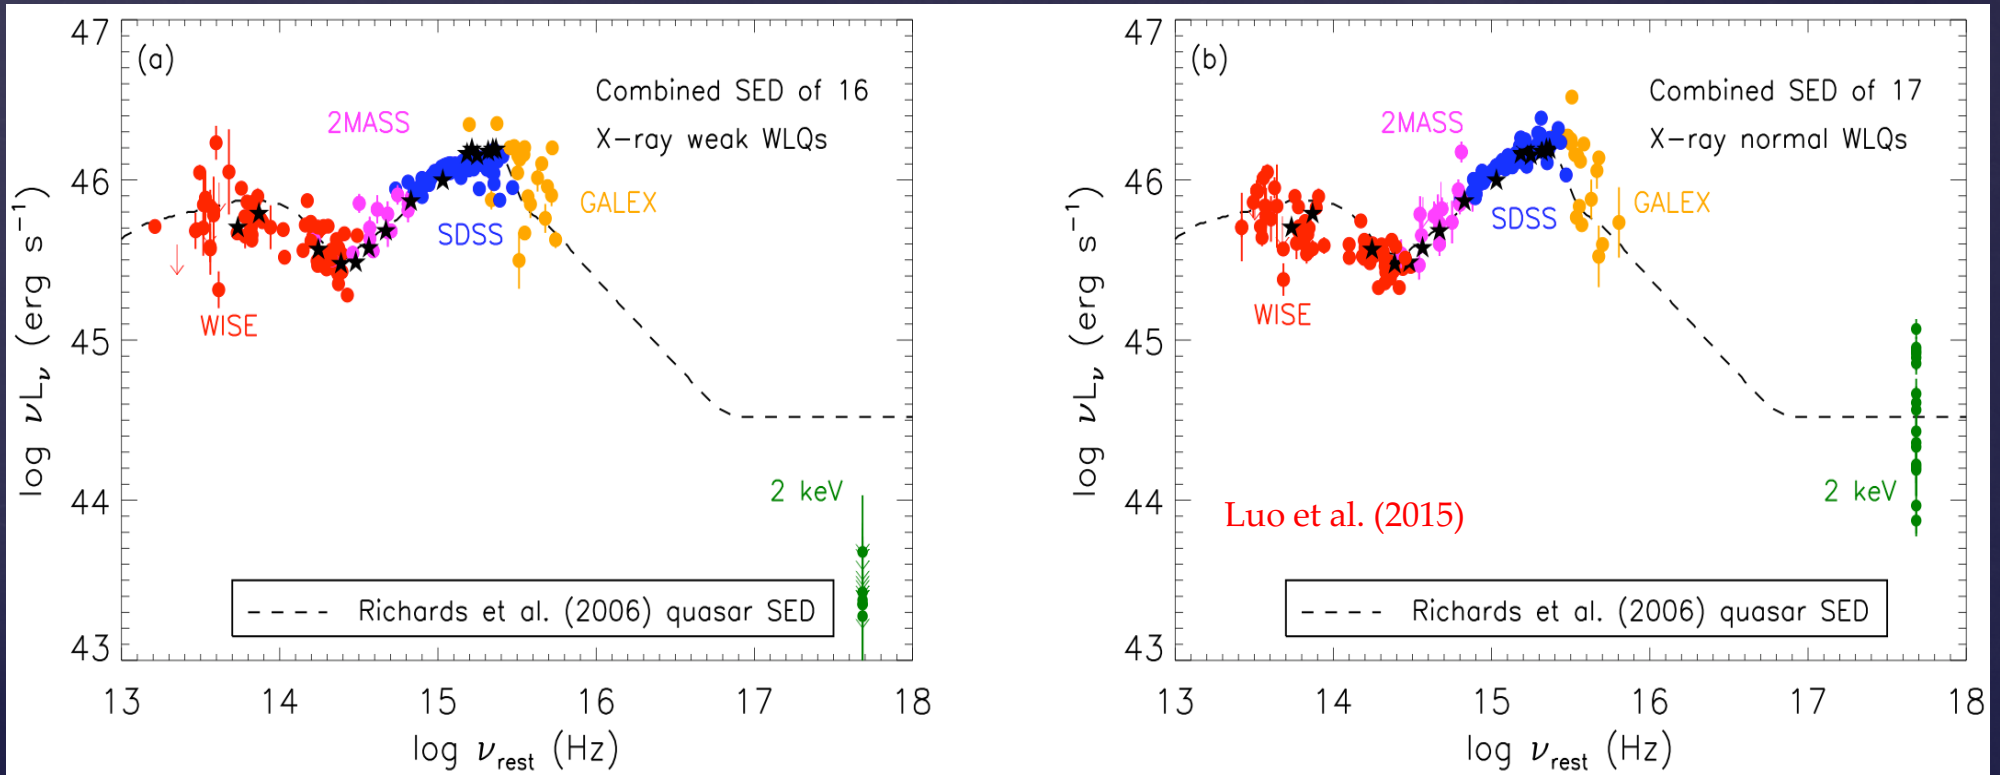 (a)
Combined SED of 16
X-ray weak WLQs
2MASS
SDSS
GALEX
WISE
2 keV
Richards et al. (2006) quasar SED
47
46
45
44
43
13 14 15 16 17 18
log νLν (erg s−1)
log νrest (Hz)
(b)
Combined SED of 17
X-ray normal WLQs
2MASS
SDSS
GALEX
WISE
2 keV
Luo et al. (2015)
Richards et al. (2006) quasar SED
47
46
45
44
43
13 14 15 16 17 18
log νLν (erg s−1)
log νrest (Hz)